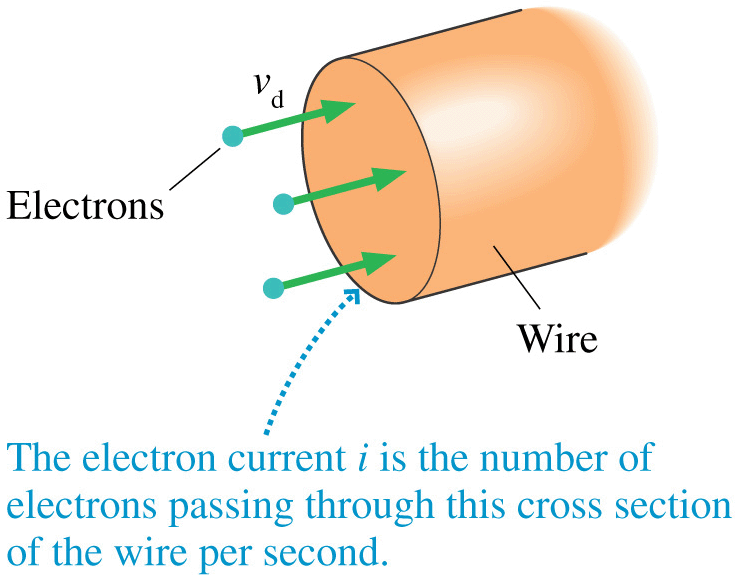 v_d
Electrons
Wire
The electron current i is the number of
electrons passing through this cross section
of the wire per second.